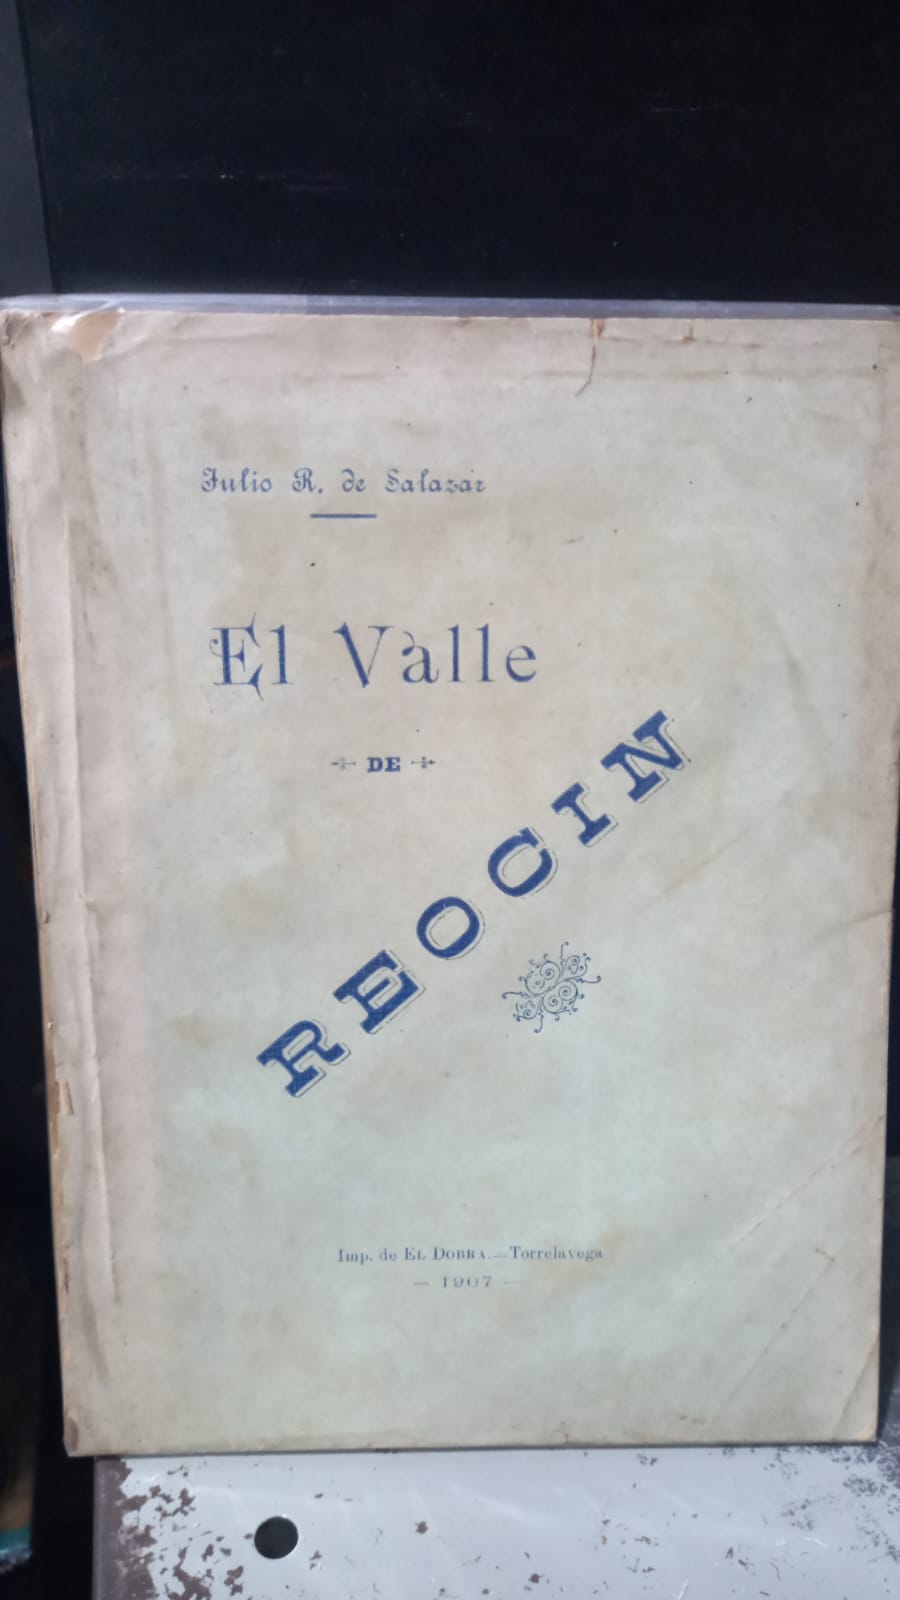 Julio R. de Salazar
El Valle
DE
REOCIN
Imp. de EL DOBRA.—Torrelavega
— 1907 —